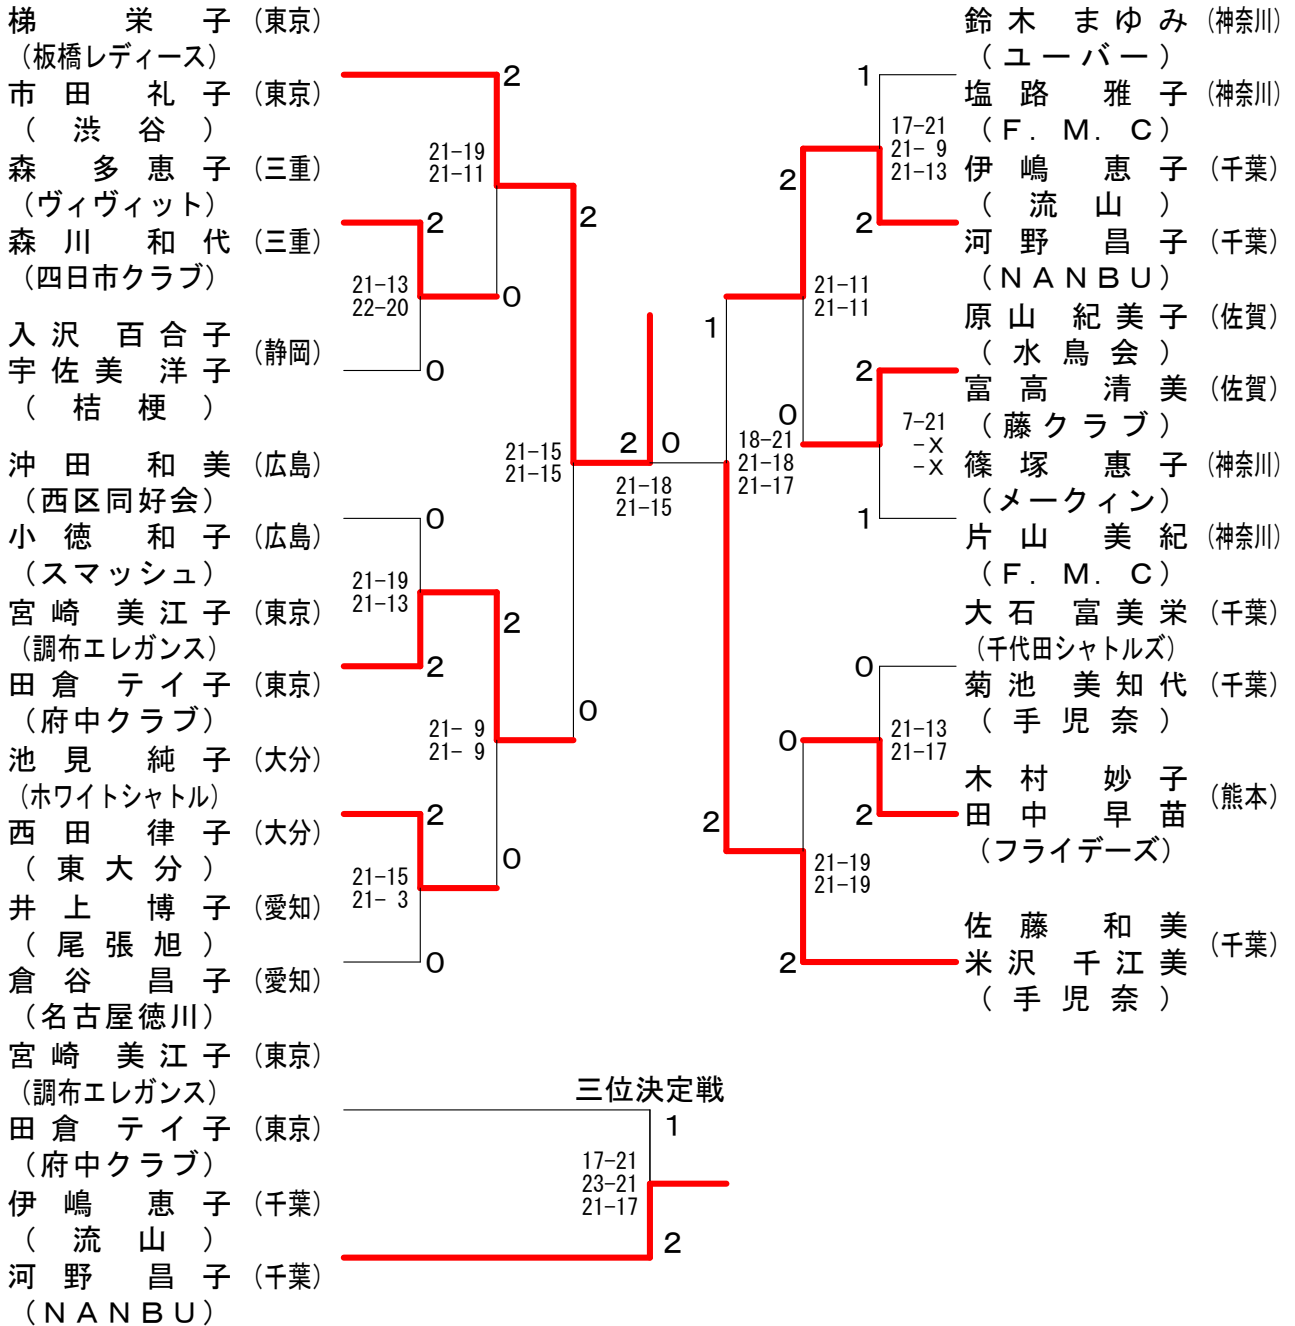 梯 栄 子 (東京)
(板橋レディース)
市 田 礼 子 (東京)
( 渋 谷 )
森 多 恵 子 (三重)
(ヴィヴィット)
森 川 和 代 (三重)
(四日市クラブ)
入 沢 百 合 子
(静岡)
宇 佐 美 洋 子
( 桔 梗 )
沖 田 和 美 (広島)
(西区同好会)
小 徳 和 子 (広島)
(スマッシュ)
宮 崎 美 江 子 (東京)
(調布エレガンス)
田 倉 テ イ 子 (東京)
(府中クラブ)
池 見 純 子 (大分)
(ホワイトシャトル)
西 田 律 子 (大分)
( 東 大 分 )
井 上 博 子 (愛知)
( 尾 張 旭 )
倉 谷 昌 子 (愛知)
(名古屋徳川)
2
21-19
21-11
2
21-13
22-20
0
0
2
0
21-19
21-13
2
2
21- 9
21- 9
0
2
21-15
21- 3
0
0
21-15
21-15
2
0
21-18
21-15
1
18-21
21-18
21-17
2
1
17-21
21- 9
21-13
2
2
21-11
21-11
0
2
7-21
-X
-X
1
0
21-13
21-17
2
0
21-19
21-19
2
鈴 木 ま ゆ み (神奈川)
( ユ ー バ ー )
塩 路 雅 子 (神奈川)
( F. M. C )
伊 嶋 恵 子 (千葉)
( 流 山 )
河 野 昌 子 (千葉)
( N A N B U )
原 山 紀 美 子 (佐賀)
( 水 鳥 会 )
富 高 清 美 (佐賀)
( 藤 ク ラ ブ )
篠 塚 惠 子 (神奈川)
(メークィン)
片 山 美 紀 (神奈川)
( F. M. C )
大 石 富 美 栄 (千葉)
(千代田シャトルズ)
菊 池 美 知 代 (千葉)
( 手 児 奈 )
木 村 妙 子
(熊本)
田 中 早 苗
(フライデーズ)
佐 藤 和 美
(千葉)
米 沢 千 江 美
( 手 児 奈 )
三位決定戦
宮 崎 美 江 子 (東京)
(調布エレガンス)
田 倉 テ イ 子 (東京)
(府中クラブ)
伊 嶋 恵 子 (千葉)
( 流 山 )
河 野 昌 子 (千葉)
( N A N B U )
1
17-21
23-21
21-17
2